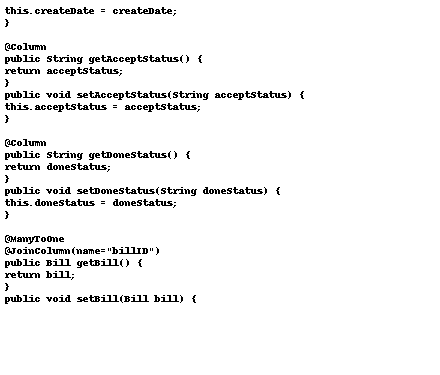 this.createDate = createDate;
}

@Column
public String getAcceptStatus() {
return acceptStatus;
}
public void setAcceptStatus(String acceptStatus) {
this.acceptStatus = acceptStatus;
}

@Column
public String getDoneStatus() {
return doneStatus;
}
public void setDoneStatus(String doneStatus) {
this.doneStatus = doneStatus;
}

@ManyToOne
@JoinColumn(name="billID")
public Bill getBill() {
return bill;
}
public void setBill(Bill bill) {